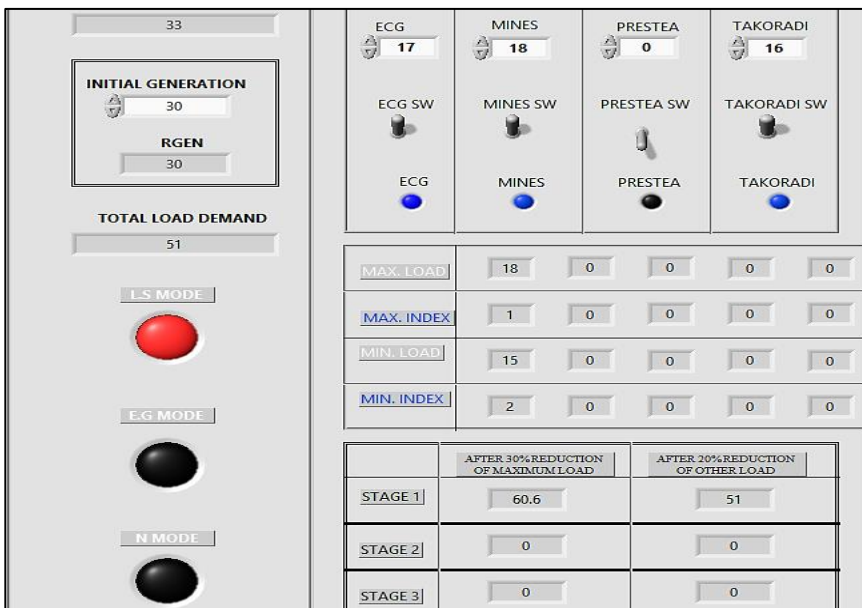 33
INITIAL GENERATION
30
RGEN
30
TOTAL LOAD DEMAND
51
L.S MODE
E.G MODE
N MODE
ECG MINES PRESTEA TAKORADI
17 18 0 16
ECG SW MINES SW PRESTEA SW TAKORADI SW
ECG MINES PRESTEA TAKORADI
MAX. LOAD 18 0 0 0 0
MAX. INDEX 1 0 0 0 0
MIN. LOAD 15 0 0 0 0
MIN. INDEX 2 0 0 0 0
AFTER 30% REDUCTION AFTER 20% REDUCTION
OF MAXIMUM LOAD OF OTHER LOAD
STAGE 1 60.6 51
STAGE 2 0 0
STAGE 3 0 0